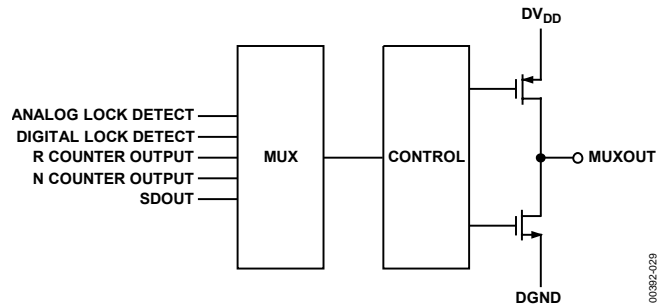 DVDD
ANALOG LOCK DETECT
DIGITAL LOCK DETECT
R COUNTER OUTPUT
N COUNTER OUTPUT
SDOUT
MUX
CONTROL
MUXOUT
DGND
00392-029